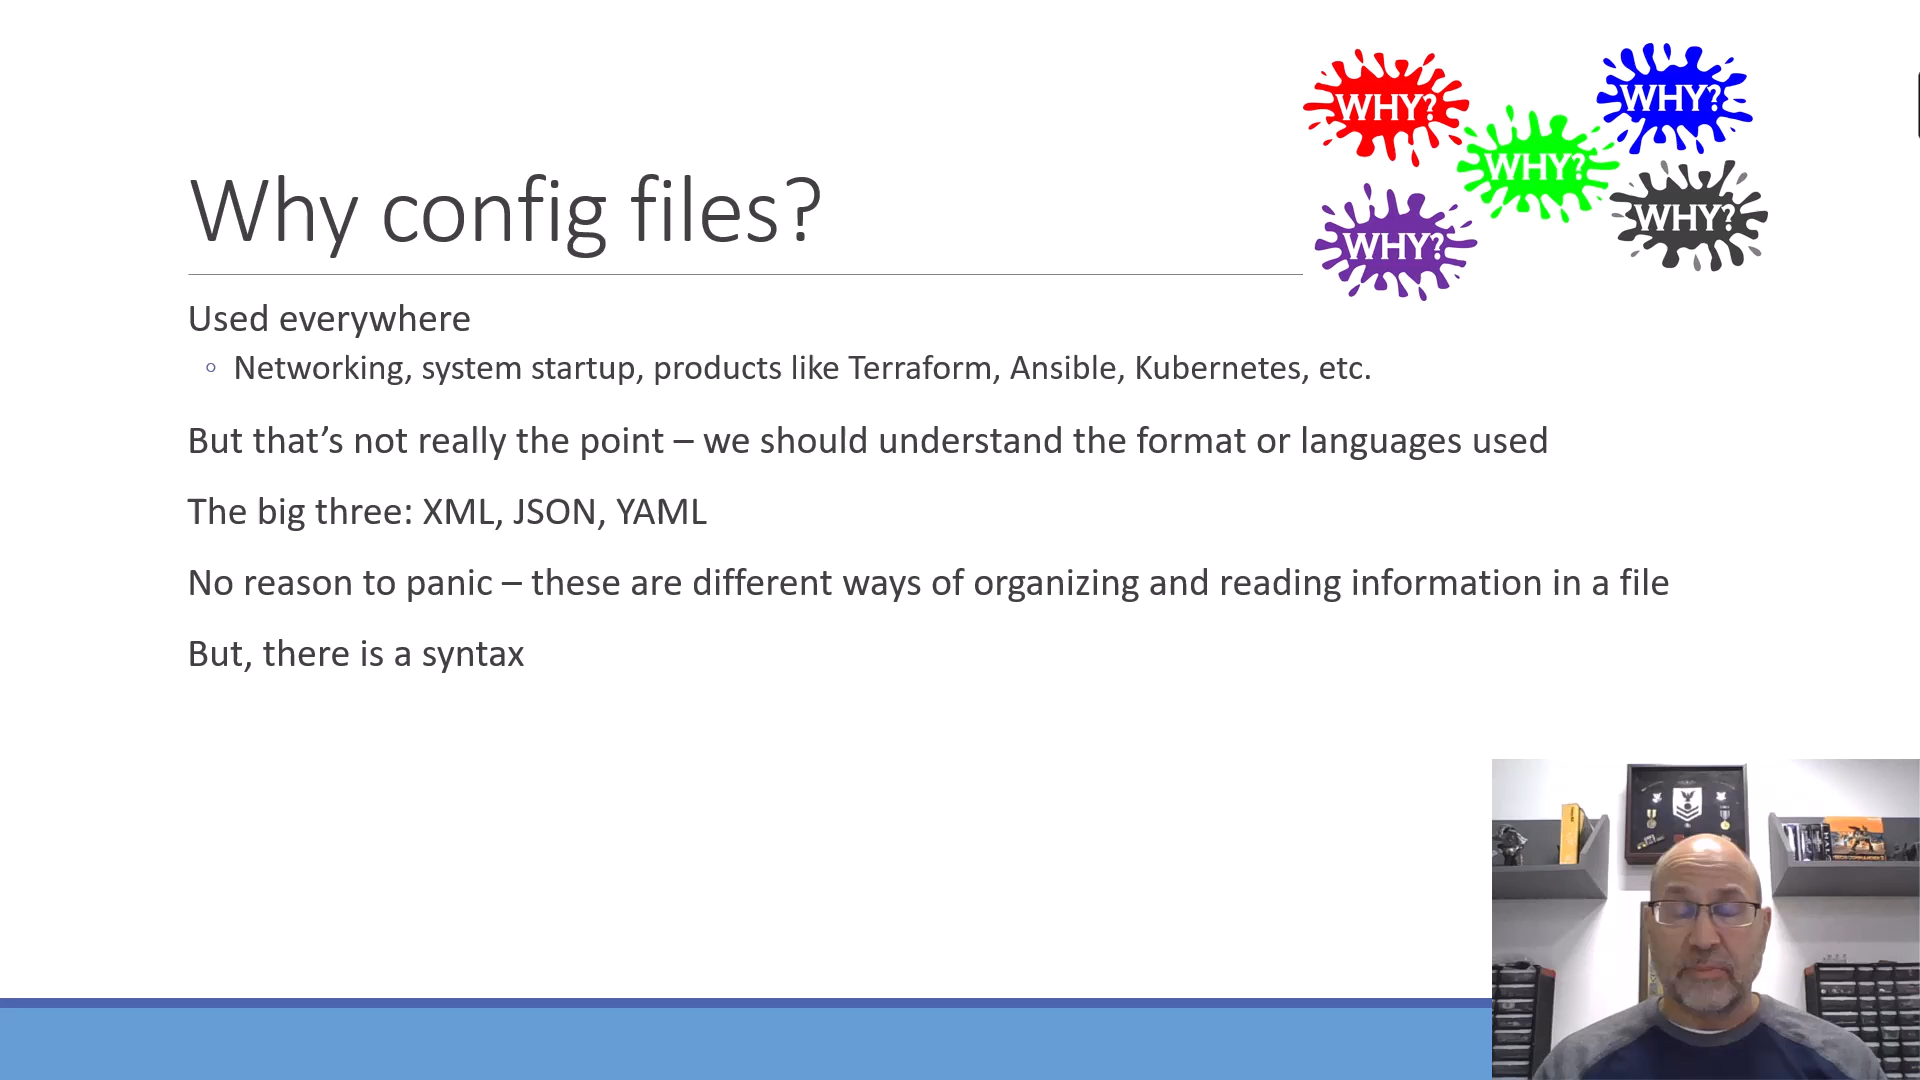 WHY?
WHY?
WHY?
WHY?
WHY?
Why config files?
Used everywhere
◦ Networking, system startup, products like Terraform, Ansible, Kubernetes, etc.
But that’s not really the point – we should understand the format or languages used
The big three: XML, JSON, YAML
No reason to panic – these are different ways of organizing and reading information in a file
But, there is a syntax